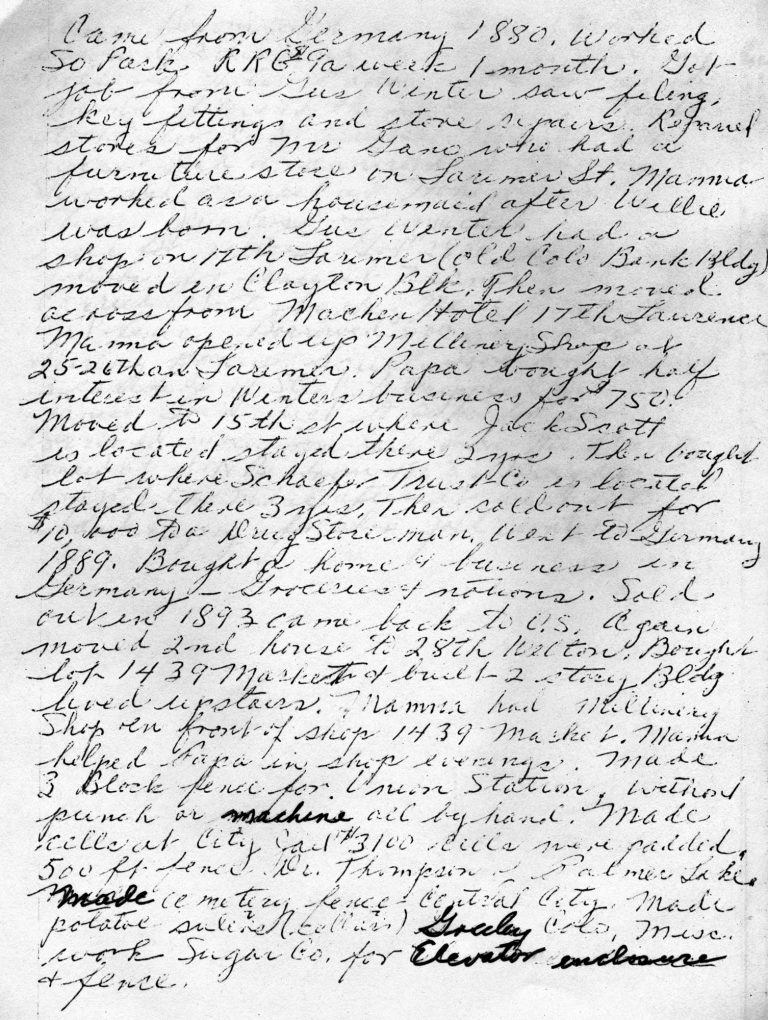 Came from Germany 1880. Worked
So Park RRCo $9 a week 1 month. Got
job from Gus Winter saw filing,
key fittings and stove repairs. Repaired
stoves for Mr Gano who had a
furniture store on Larimer St. Mamma
worked as a housemaid after Willie
was born. Gus Winter had a
shop on 17th Larimer (Old Colo Bank Bldg)
moved in Clayton Blk. Then moved
across from Hotel 17th Lawrence
Mamma opened up Millinery Shop at
25-26th on Larimer. Papa bought half
interest in Winters business for $750.
Moved to 15th st where Jack Scott
is located stayed there 2 yrs. Then bought
lot where Schaefer Trust Co is located
stayed there 3 yrs. Then sold out for
$10,000 to a Drug Store man. Went to Germany
1889. Bought a home & business in
Germany - Groceries & notions. Sold
out in 1893 came back to U.S. Again
moved 2nd house to 28th Welton. Bought
lot 1439 Market & built 2 story Bldg
lived upstairs. Mamma had Millinery
Shop en front of shop 1439 Market. Mamma
helped Papa in shop evenings. Made
3 Block fence for Union Station, without
punch or machine all by hand. Made
cells at City Jail $3100 cells were padded.
500 ft fence Dr. Thompson Palmer Lake.
Made cemetery fence Central City. Made
potatoe (cellars) Greeley Colo, Misc.
work Sugar Co. for Elevator enclosure
& fence.